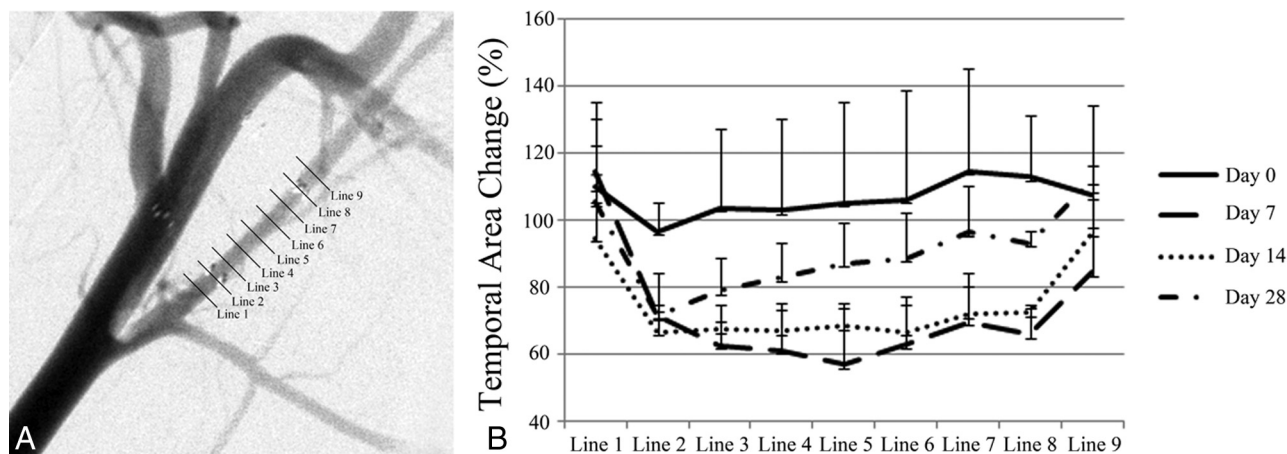 A
Line 1
Line 2
Line 3
Line 4
Line 5
Line 6
Line 7
Line 8
Line 9
B
Temporal Area Change (%)
160
140
120
100
80
60
40
Line 1 Line 2 Line 3 Line 4 Line 5 Line 6 Line 7 Line 8 Line 9
Day 0
Day 7
Day 14
Day 28